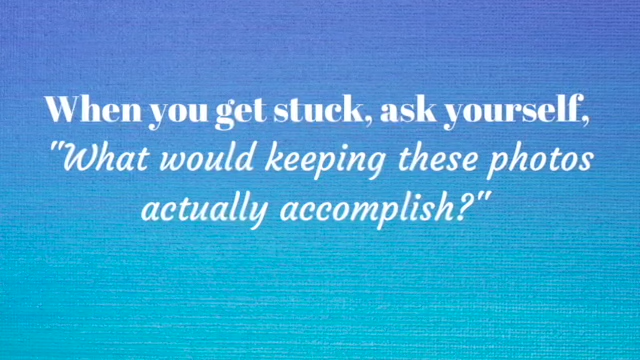 When you get stuck, ask yourself,
"What would keeping these photos
actually accomplish?"